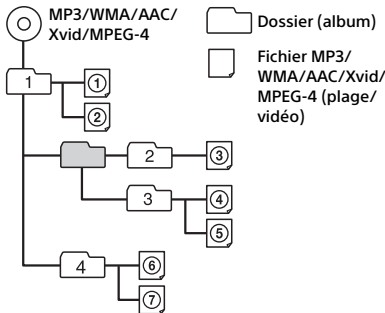 MP3/WMA/AAC/
Xvid/MPEG-4
Dossier (album)
Fichier MP3/
WMA/AAC/Xvid/
MPEG-4 (plage/
vidéo)
1
①
②
2
③
3
④
⑤
4
⑥
⑦